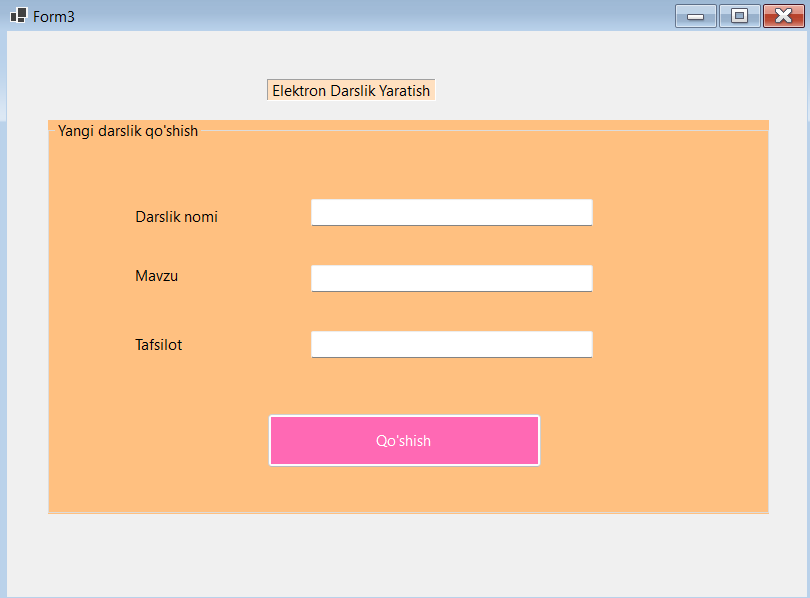 Form3
Elektron Darslik Yaratish
Yangi darslik qo'shish
Darslik nomi
Mavzu
Tafsilot
Qo'shish